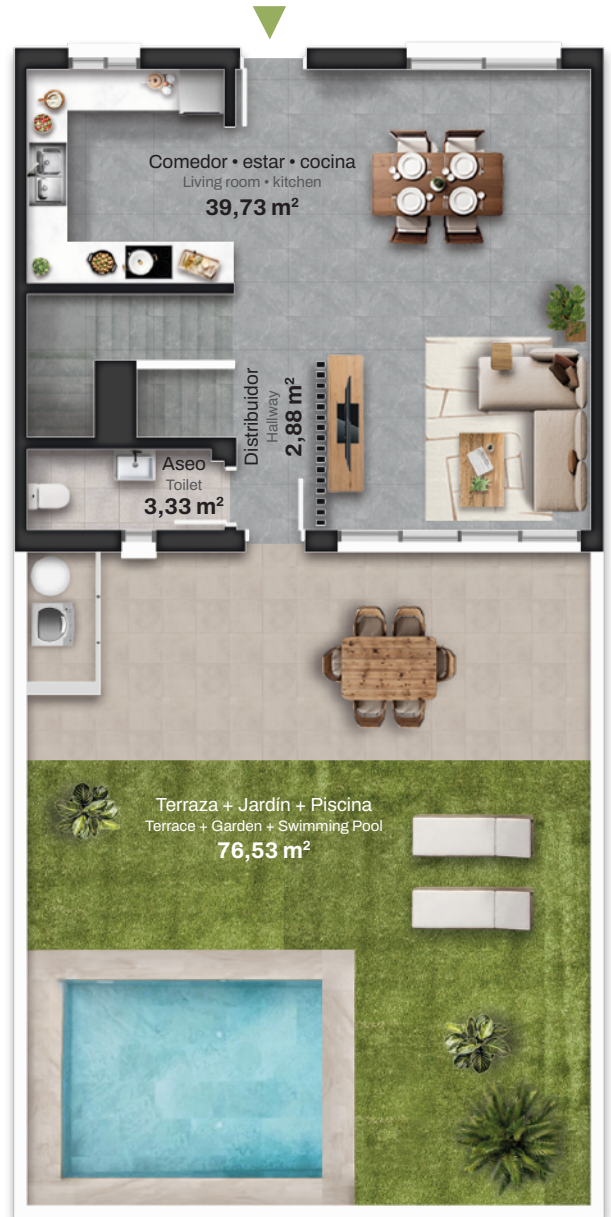 Comedor • estar • cocina
Living room • kitchen
39,73 m²
Distribuidor
Hallway
2,88 m²
Aseo
Toilet
3,33 m²
Terraza + Jardín + Piscina
Terrace + Garden + Swimming Pool
76,53 m²